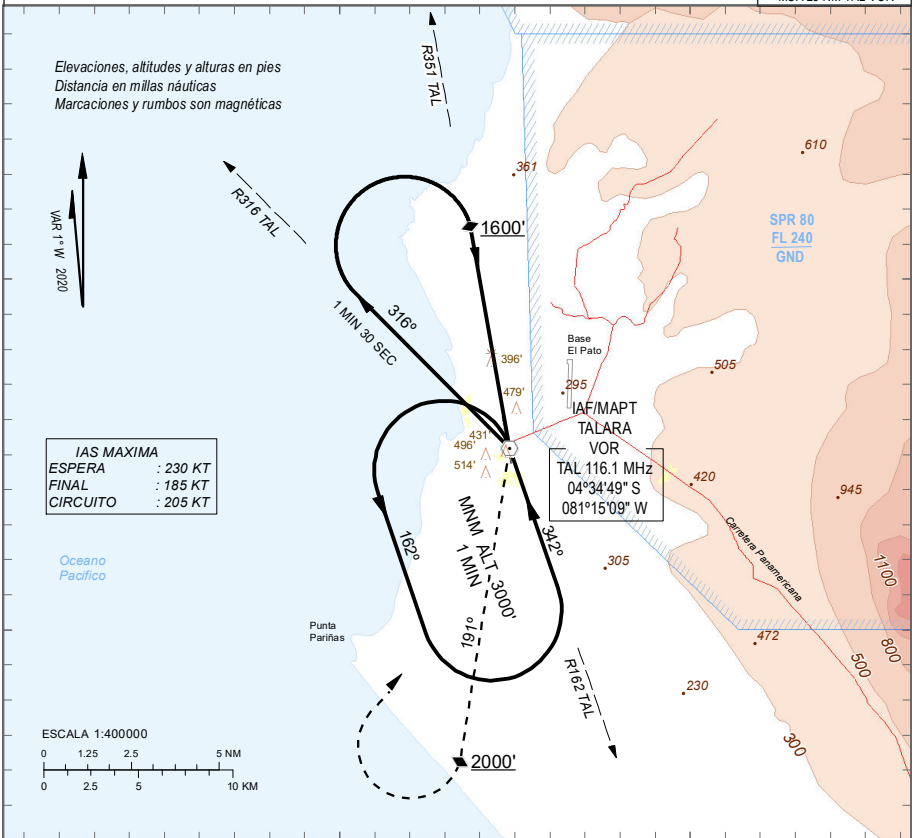 Elevaciones, altitudes y alturas en pies
Distancia en millas náuticas
Marcaciones y rumbos son magnéticas
VAR 1° W 2020
R351 TAL
R316 TAL
361
610
1600'
SPR 80
FL 240
GND
316º
1 MIN 30 SEC
Base
El Pato
396'
505
295
479'
IAF/MAPT
TALARA
VOR
TAL 116.1 MHz
04°34'49" S
081°15'09" W
431'
496'
514'
420
945
IAS MAXIMA
ESPERA : 230 KT
FINAL : 185 KT
CIRCUITO : 205 KT
MNM ALT 3000'
1 MIN
162º
342º
191º
Carretera Panamericana
Oceano
Pacífico
305
1100
800
500
300
Punta
Pariñas
472
R162 TAL
230
2000'
ESCALA 1:400000
0 1.25 2.5 5 NM
0 2.5 5 10 KM